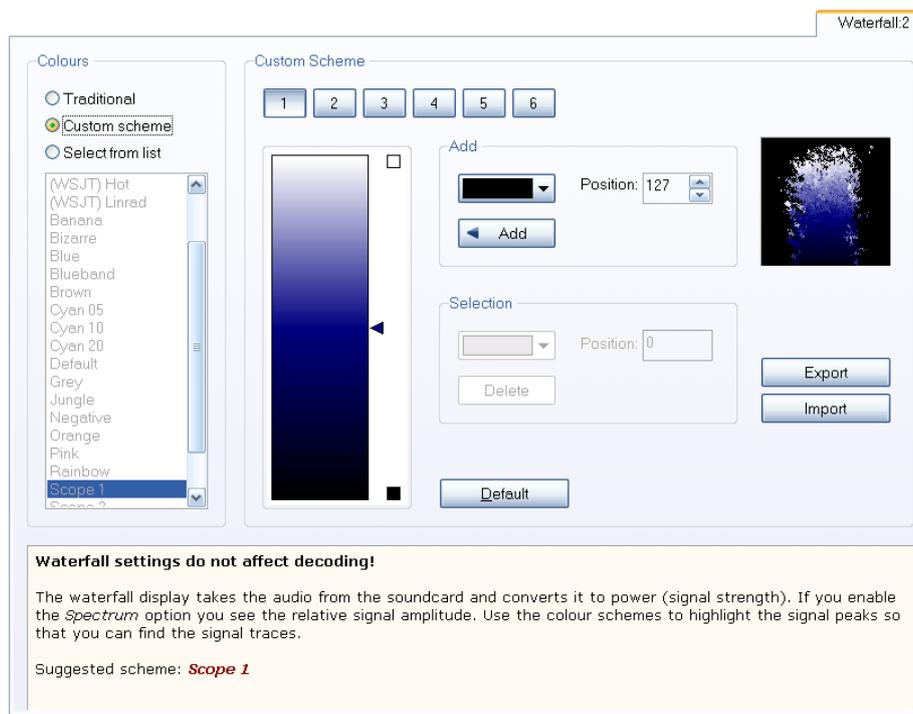 Waterfall:2
Colours
Traditional
Custom scheme
Select from list
(WSJT) Hot
(WSJT) Linrad
Banana
Bizarre
Blue
Blueband
Brown
Cyan 05
Cyan 10
Cyan 20
Default
Grey
Jungle
Negative
Orange
Pink
Rainbow
Scope 1
Scope 2
Custom Scheme
1 2 3 4 5 6
Add
Position: 127
Add
Selection
Position: 0
Delete
Default
Export
Import
Waterfall settings do not affect decoding!
The waterfall display takes the audio from the soundcard and converts it to power (signal strength). If you enable
the Spectrum option you see the relative signal amplitude. Use the colour schemes to highlight the signal peaks so
that you can find the signal traces.
Suggested scheme: Scope 1